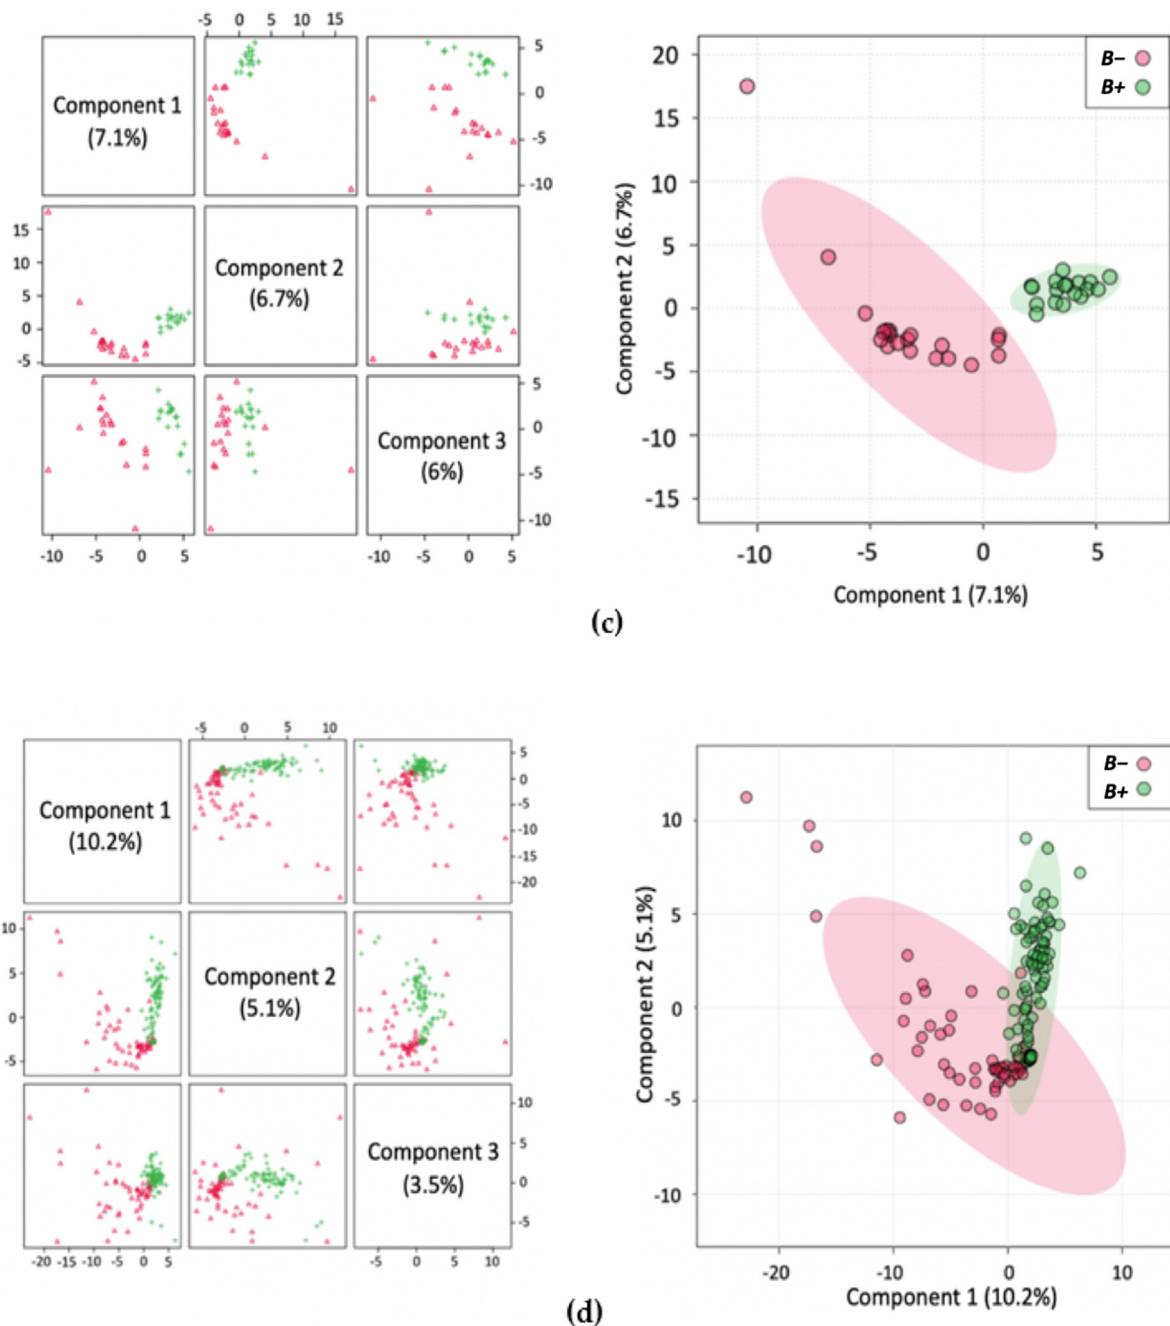 -5 0 5 10 15
Component 1
(7.1%)
5
0
-5
-10
15
10
5
0
-5
Component 2
(6.7%)
Component 3
(6%)
5
0
-5
-10
-10 -5 0 5
-10 -5 0 5
20
15
10
5
0
-5
-10
-15
Component 2 (6.7%)
B−
B+
-10 -5 0 5
Component 1 (7.1%)
(c)
-5 0 5 10
Component 1
(10.2%)
5
0
-5
-10
-15
-20
10
5
0
-5
Component 2
(5.1%)
Component 3
(3.5%)
10
5
0
-5
-20 -15 -10 -5 0 5
-5 0 5 10
10
5
0
-5
-10
Component 2 (5.1%)
B−
B+
-20 -10 0 10
Component 1 (10.2%)
(d)